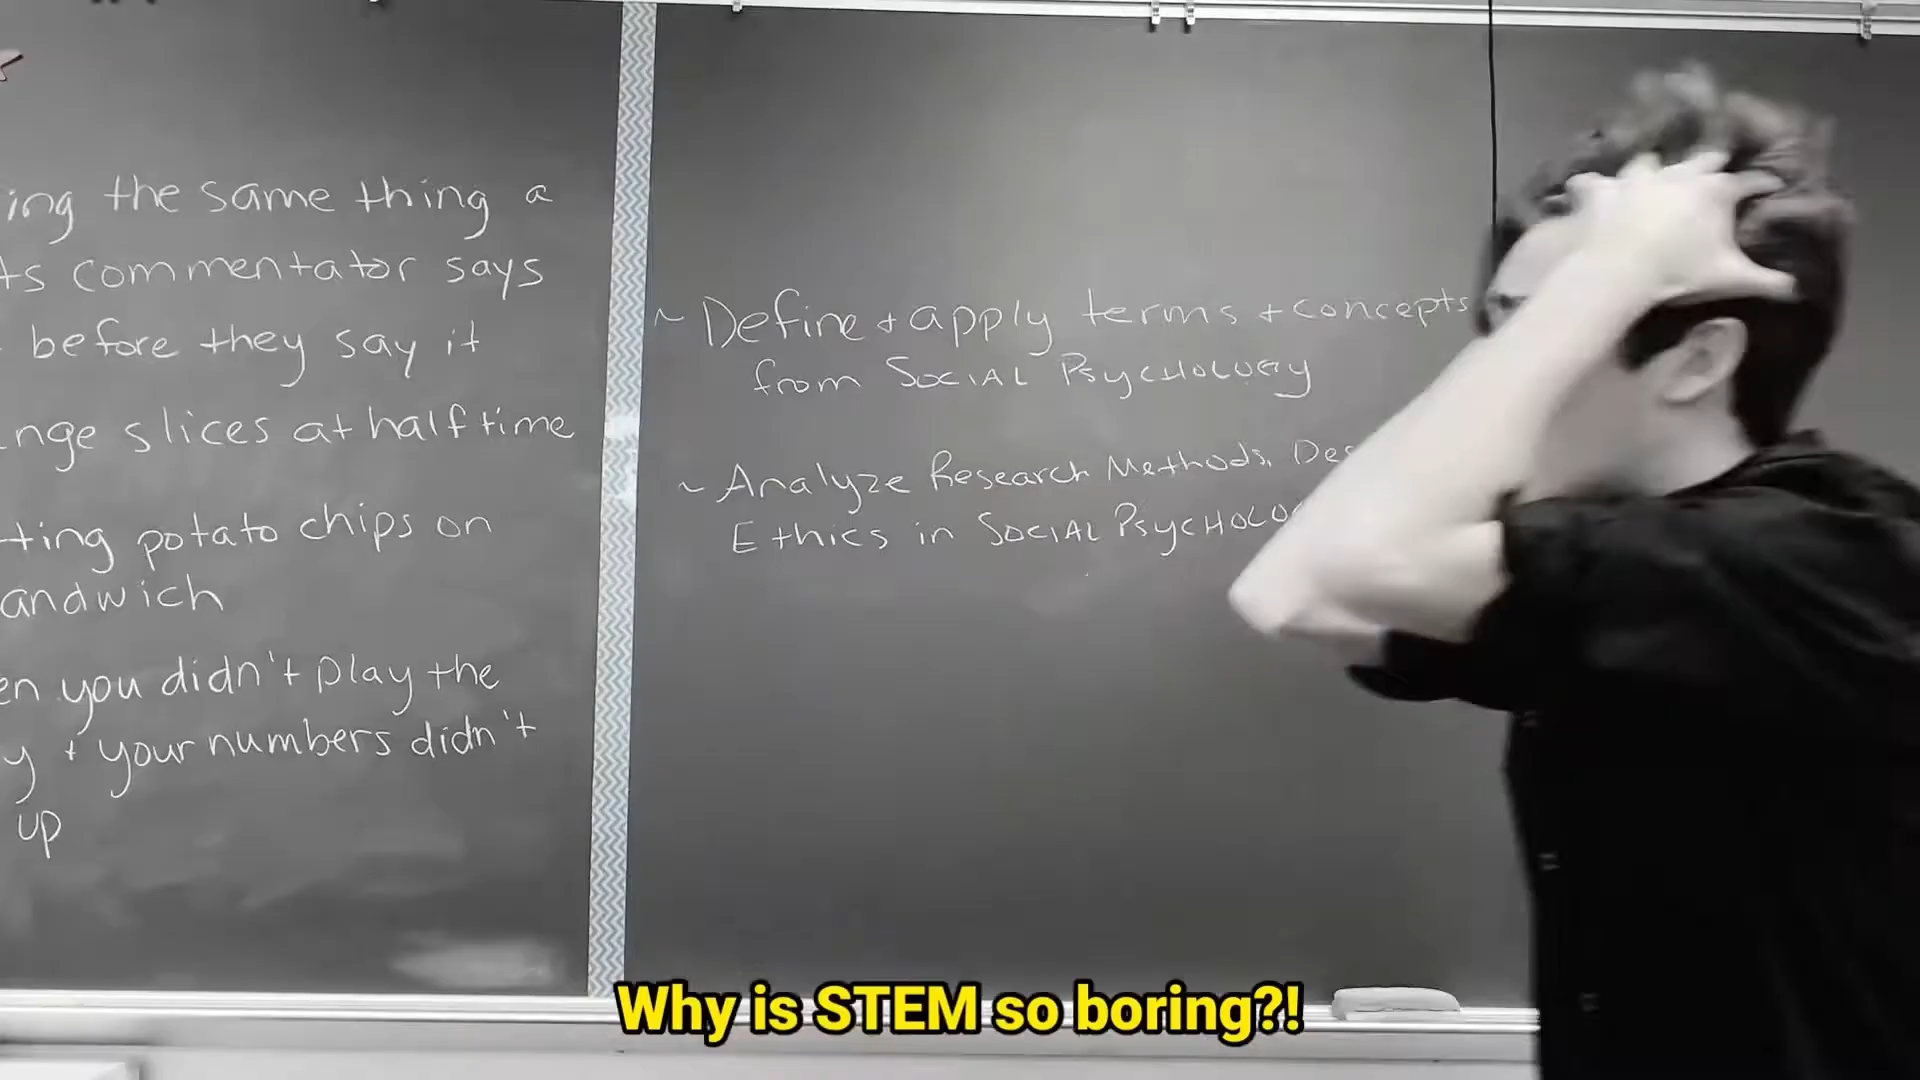 ing the same thing a
ts commentator says
before they say it
nge slices at halftime
ting potato chips on
andwich
en you didn't play the
y + your numbers didn't
up
~ Define + apply terms + concepts
from SOCIAL PSYCHOLOGY
~ Analyze Research Methods, Des
Ethics in SOCIAL PSYCHOLO
Why is STEM so boring?!